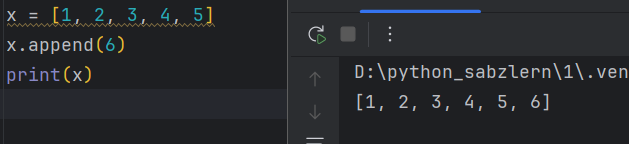 x = [1, 2, 3, 4, 5]
x.append(6)
print(x)
D:\python_sabzlern\1\.ven
[1, 2, 3, 4, 5, 6]